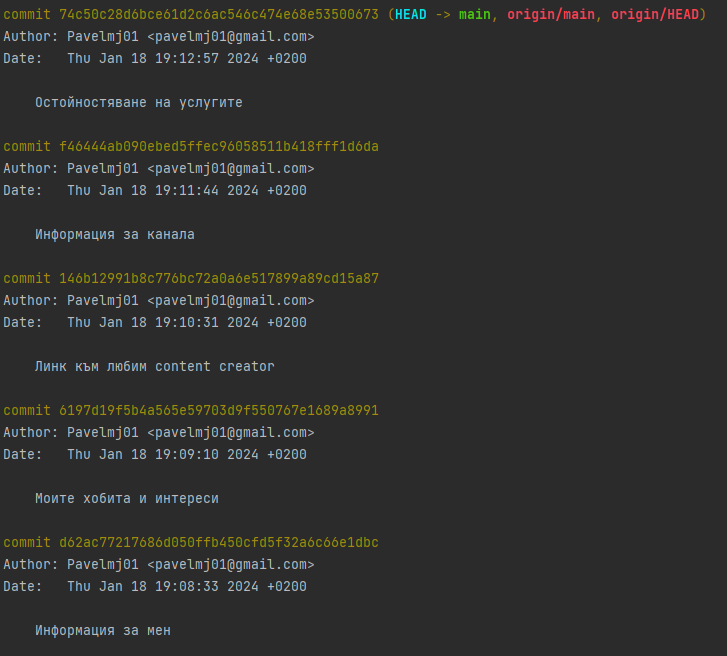 commit 74c50c28d6bce61d2c6ac546c474e68e53500673 (HEAD -> main, origin/main, origin/HEAD)
Author: Pavelmj01 <pavelmj01@gmail.com>
Date:   Thu Jan 18 19:12:57 2024 +0200
Остойностяване на услугите
commit f46444ab090ebed5ffec96058511b418fff1d6da
Author: Pavelmj01 <pavelmj01@gmail.com>
Date:   Thu Jan 18 19:11:44 2024 +0200
Информация за канала
commit 146b12991b8c776bc72a0a6e517899a89cd15a87
Author: Pavelmj01 <pavelmj01@gmail.com>
Date:   Thu Jan 18 19:10:31 2024 +0200
Линк към любим content creator
commit 6197d19f5b4a565e59703d9f550767e1689a8991
Author: Pavelmj01 <pavelmj01@gmail.com>
Date:   Thu Jan 18 19:09:10 2024 +0200
Моите хобита и интереси
commit d62ac77217686d050ffb450cfd5f32a6c66e1dbc
Author: Pavelmj01 <pavelmj01@gmail.com>
Date:   Thu Jan 18 19:08:33 2024 +0200
Информация за мен